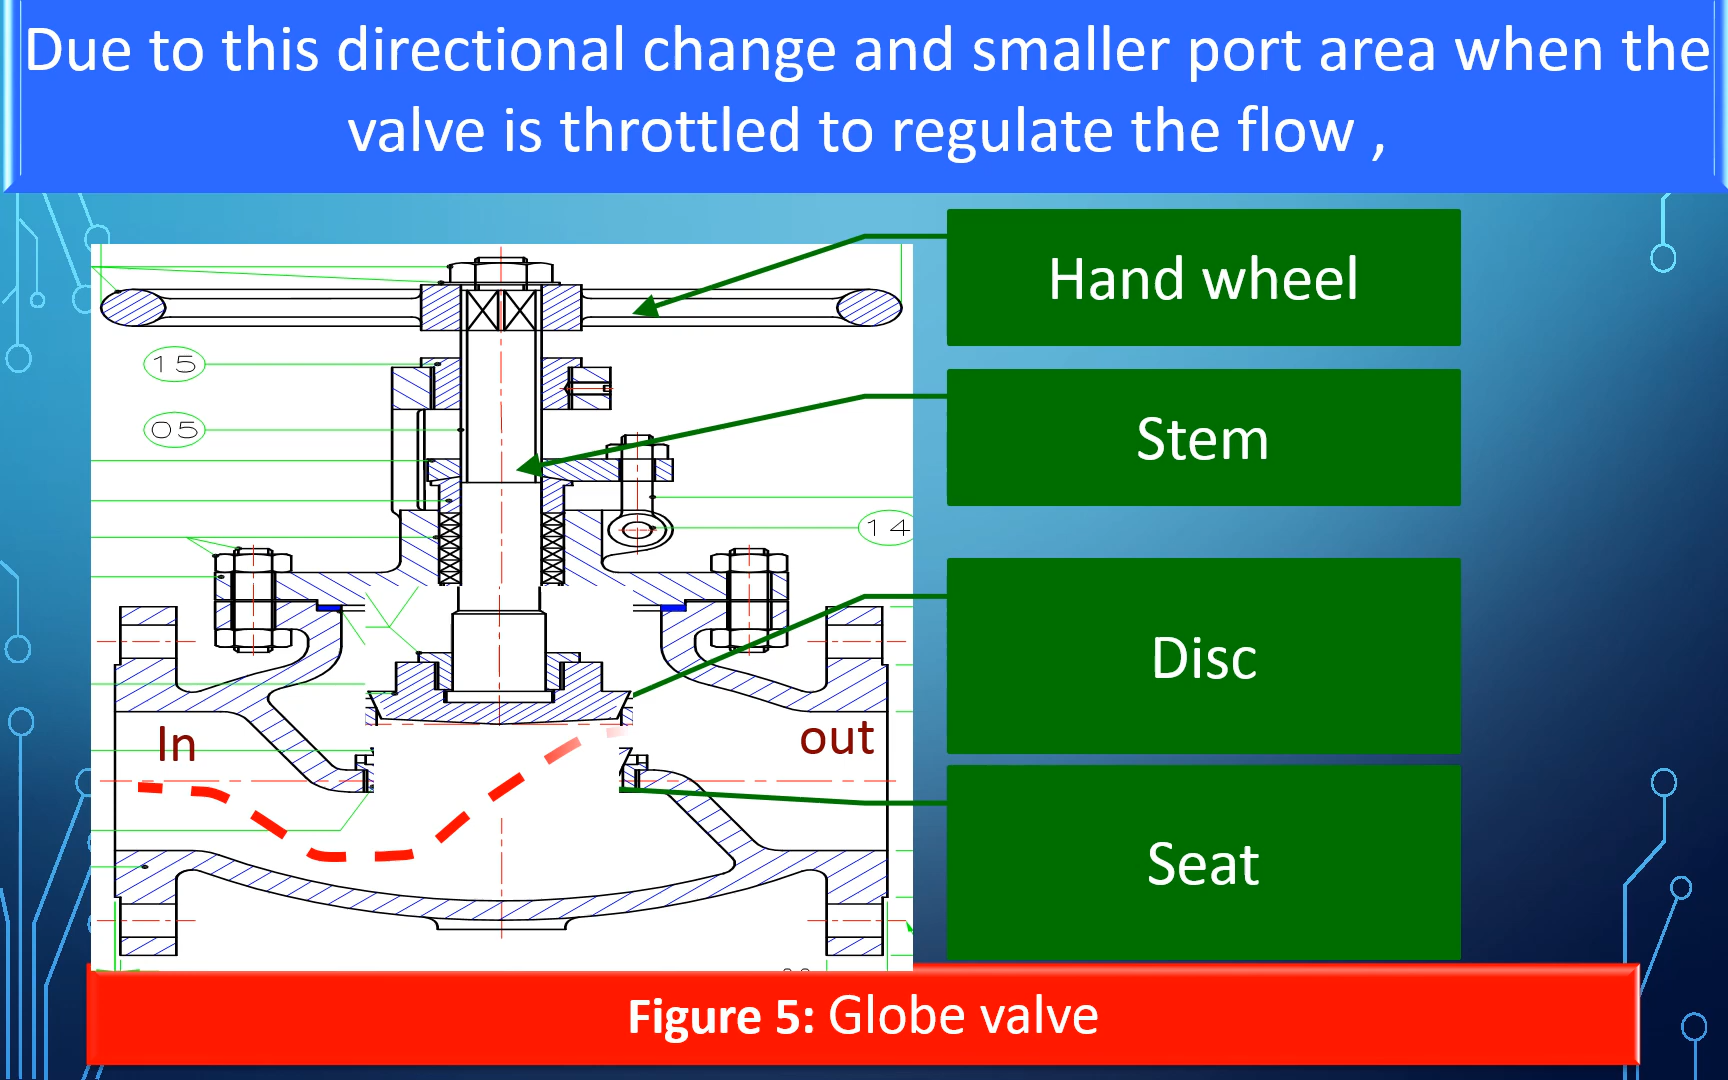 Due to this directional change and smaller port area when the
valve is throttled to regulate the flow ,
Hand wheel
15
Stem
05
14
Disc
In
out
Seat
Figure 5: Globe valve